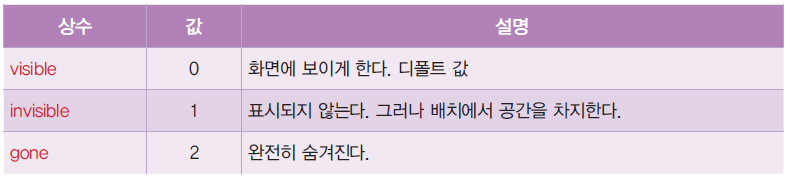 상수 값 설명
visible 0 화면에 보이게 한다. 디폴트 값
invisible 1 표시되지 않는다. 그러나 배치에서 공간을 차지한다.
gone 2 완전히 숨겨진다.